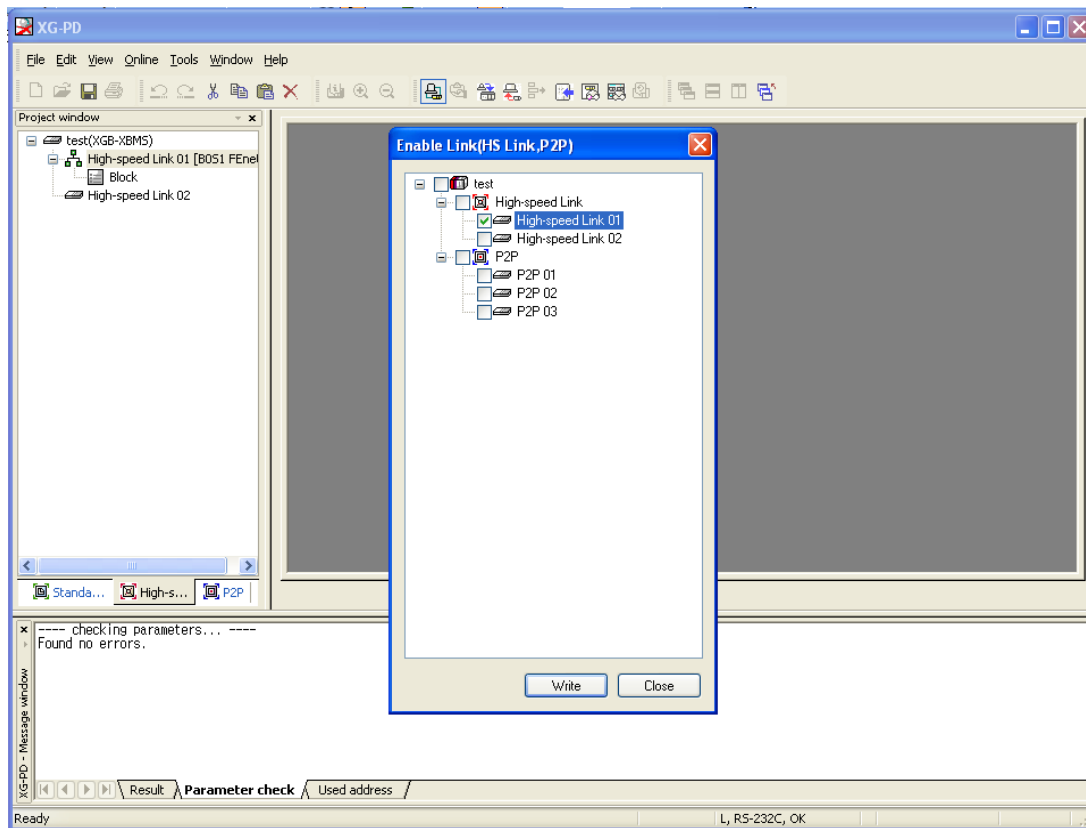 XG-PD
File Edit View Online Tools Window Help
Project window
test(XGB-XBMS)
High-speed Link 01 [B0S1 FEnet
Block
High-speed Link 02
Standa... High-s... P2P
Enable Link(HS Link,P2P)
test
High-speed Link
High-speed Link 01
High-speed Link 02
P2P
P2P 01
P2P 02
P2P 03
Write Close
---- checking parameters... ----
Found no errors.
XG-PD - Message window
Result Parameter check Used address
Ready L, RS-232C, OK